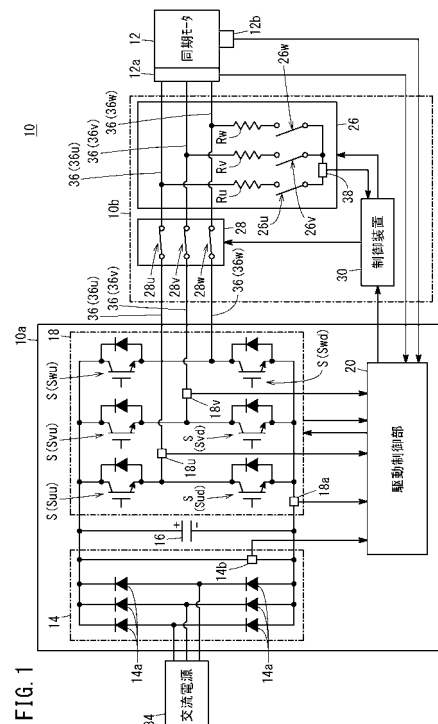 FIG. 1
10
10a
10b
12
同期モータ
12a
12b
36 (36u)
36 (36v)
36 (36w)
26
26w
Rw
Rv
Ru
26u
26v
38
28
28u
28v
28w
制御装置
30
36 (36u)
36 (36v)
36 (36w)
18
S (Swu)
S (Svu)
S (Suu)
S (Swd)
S (Svd)
S (Sud)
18v
18u
18a
20
駆動制御部
16
+
-
14
14a
14a
14b
交流電源
34